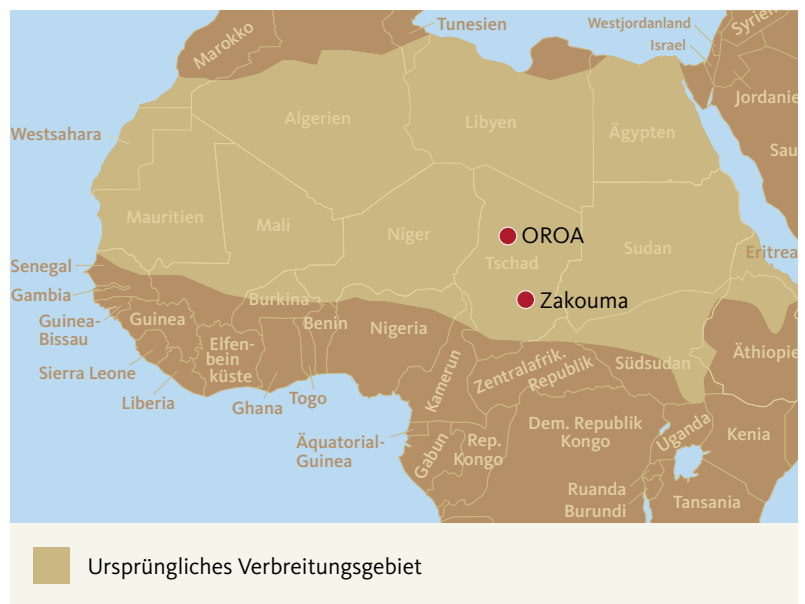 Tunesien
Westjordanland
Syrien
Marokko
Israel
Jordanie
Algerien
Libyen
Ägypten
Westsahara
Sau
Mauritien
Mali
Niger
OROA
Tschad
Sudan
Eritrea
Senegal
Gambia
Burkina
Zakouma
Guinea-
Bissau
Guinea
Benin
Nigeria
Elfen-
bein
küste
Sierra Leone
Liberia
Ghana
Togo
Kamerun
Zentralafrik.
Republik
Südsudan
Äthiopie
Äquatorial-
Guinea
Gabun
Rep.
Kongo
Dem. Republik
Kongo
Uganda
Kenia
Ruanda
Burundi
Tansania
Ursprüngliches Verbreitungsgebiet